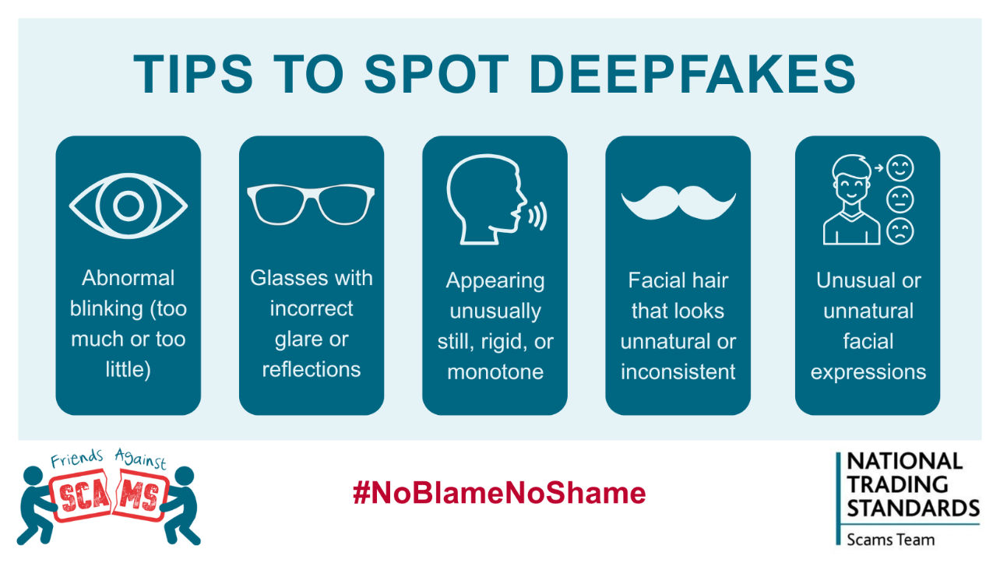 TIPS TO SPOT DEEPFAKES
Abnormal
blinking (too
much or too
little)
Glasses with
incorrect
glare or
reflections
Appearing
unusually
still, rigid, or
monotone
Facial hair
that looks
unnatural or
inconsistent
Unusual or
unnatural
facial
expressions
Friends Against
SCAMS
#NoBlameNoShame
NATIONAL
TRADING
STANDARDS
Scams Team